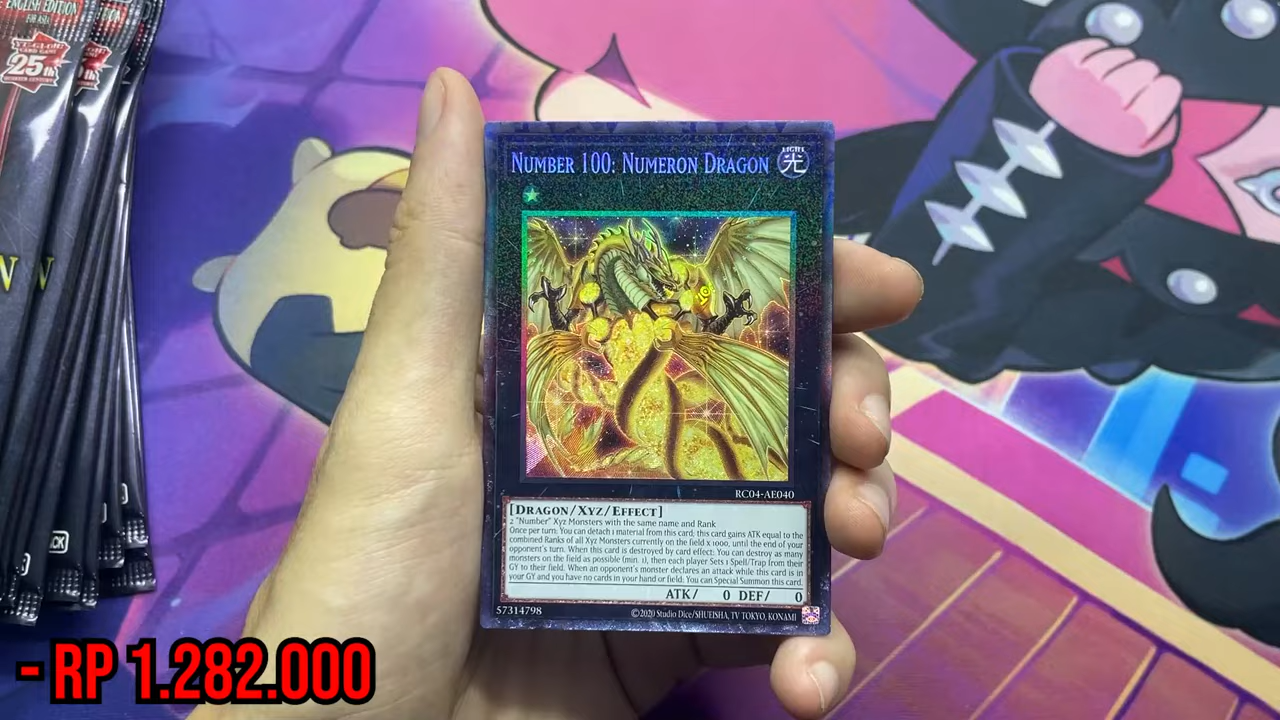 ENGLISH EDITION
FOR ASIA
25th
NUMBER 100: NUMERON DRAGON
LIGHT
光
RC04-AE040
[DRAGON/XYZ/EFFECT]
2 "Number" Xyz Monsters with the same name and Rank
Once per turn: You can detach 1 material from this card; this card gains ATK equal to the
combined Ranks of all Xyz Monsters currently on the field x 1000, until the end of your
opponent's turn. When this card is destroyed by card effect: You can destroy as many
monsters on the field as possible (min. 1), then each player Sets 1 Spell/Trap from their
GY to their field. When an opponent's monster declares an attack while this card is in
your GY and you have no cards in your hand or field: You can Special Summon this card.
ATK/ 0 DEF/ 0
57314798
©2020 Studio Dice/SHUEISHA, TV TOKYO, KONAMI
- RP 1.282.000